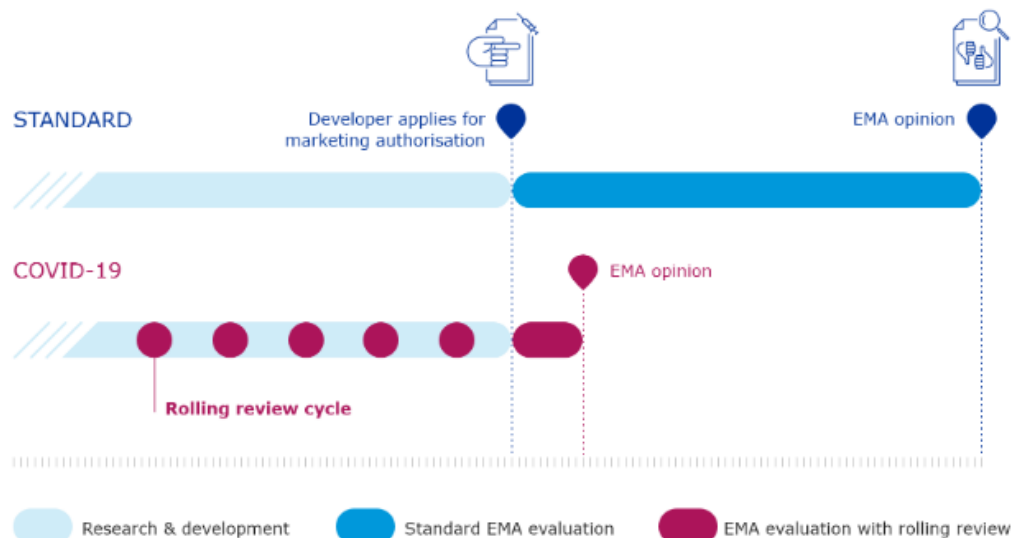 STANDARD
Developer applies for
marketing authorisation
EMA opinion
COVID-19
EMA opinion
Rolling review cycle
Research & development
Standard EMA evaluation
EMA evaluation with rolling review